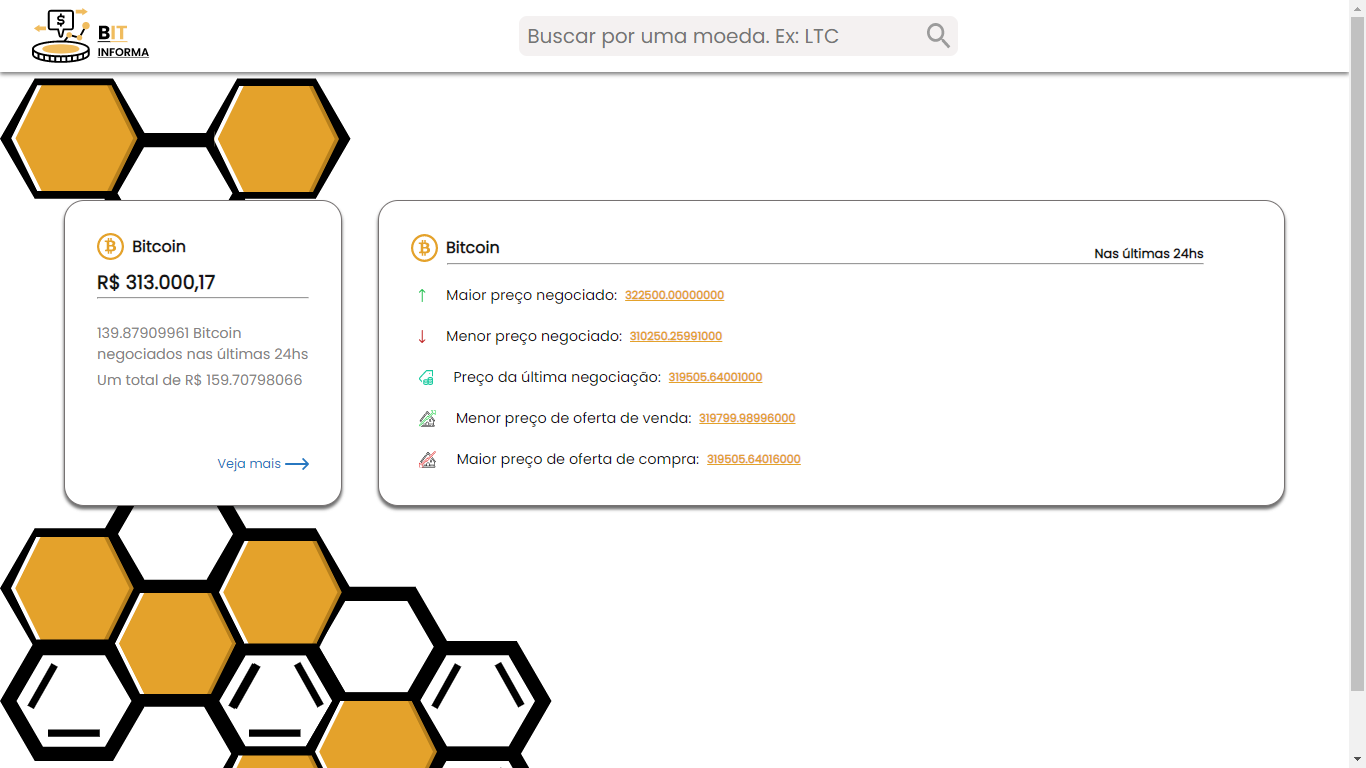 $
BIT
INFORMA
Buscar por uma moeda. Ex: LTC
Bitcoin
R$ 313.000,17
139.87909961 Bitcoin
negociados nas últimas 24hs
Um total de R$ 159.70798066
Veja mais
Bitcoin
Nas últimas 24hs
Maior preço negociado: 322500.00000000
Menor preço negociado: 310250.25991000
Preço da última negociação: 319505.64001000
Menor preço de oferta de venda: 319799.98996000
Maior preço de oferta de compra: 319505.64016000